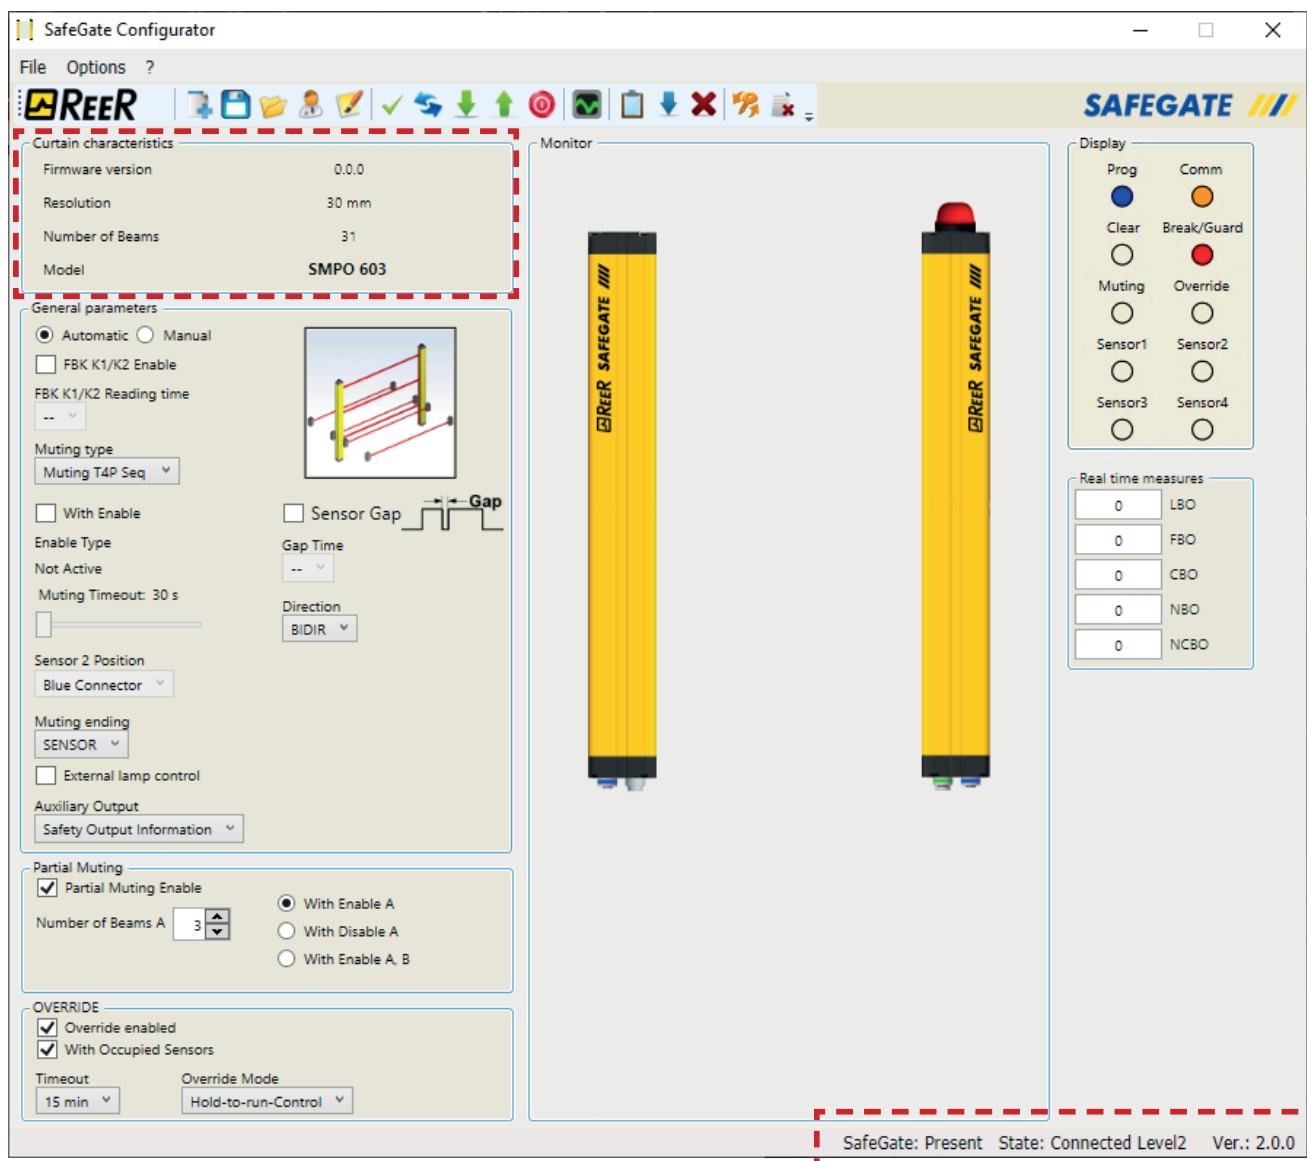 SafeGate Configurator
File Options ?
REER
SAFEGATE
Curtain characteristics
Firmware version 0.0.0
Resolution 30 mm
Number of Beams 31
Model SMPO 603
General parameters
Automatic Manual
FBK K1/K2 Enable
FBK K1/K2 Reading time
--
Muting type
Muting T4P Seq
With Enable
Sensor Gap
Gap
Enable Type
Not Active
Gap Time
--
Muting Timeout: 30 s
Direction
BIDIR
Sensor 2 Position
Blue Connector
Muting ending
SENSOR
External lamp control
Auxiliary Output
Safety Output Information
Partial Muting
Partial Muting Enable
Number of Beams A 3
With Enable A
With Disable A
With Enable A, B
OVERRIDE
Override enabled
With Occupied Sensors
Timeout Override Mode
15 min Hold-to-run-Control
Monitor
REER SAFEGATE
REER SAFEGATE
Display
Prog Comm
Clear Break/Guard
Muting Override
Sensor1 Sensor2
Sensor3 Sensor4
Real time measures
0 LBO
0 FBO
0 CBO
0 NBO
0 NCBO
SafeGate: Present State: Connected Level2 Ver.: 2.0.0